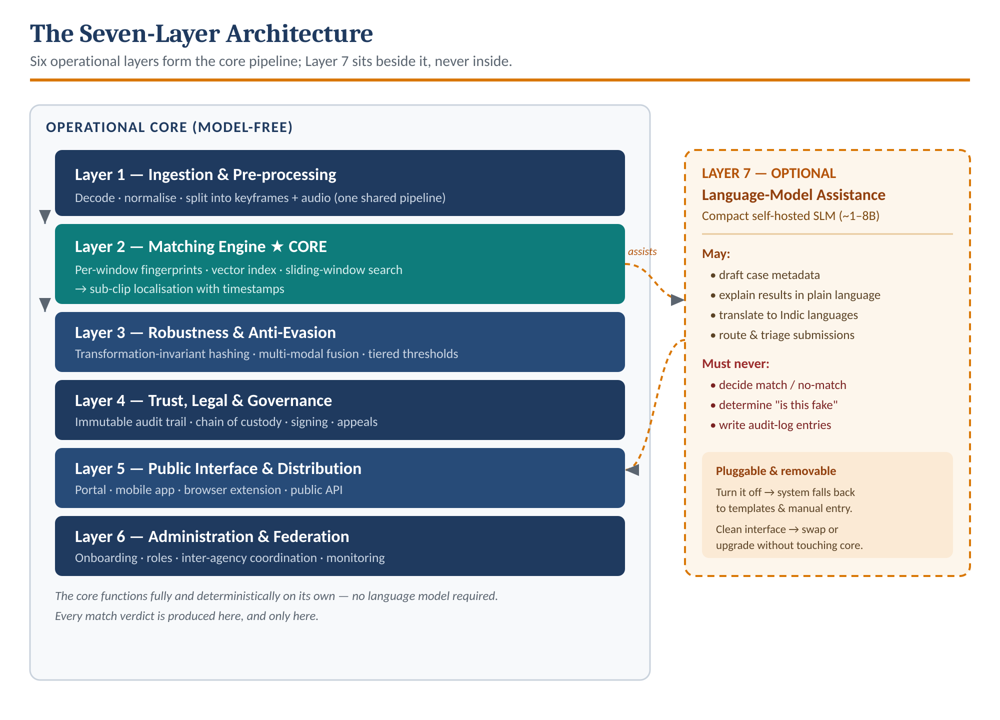 The Seven-Layer Architecture
Six operational layers form the core pipeline; Layer 7 sits beside it, never inside.
OPERATIONAL CORE (MODEL-FREE)
Layer 1 — Ingestion & Pre-processing
Decode · normalise · split into keyframes + audio (one shared pipeline)
Layer 2 — Matching Engine ★ CORE
Per-window fingerprints · vector index · sliding-window search
→ sub-clip localisation with timestamps
Layer 3 — Robustness & Anti-Evasion
Transformation-invariant hashing · multi-modal fusion · tiered thresholds
Layer 4 — Trust, Legal & Governance
Immutable audit trail · chain of custody · signing · appeals
Layer 5 — Public Interface & Distribution
Portal · mobile app · browser extension · public API
Layer 6 — Administration & Federation
Onboarding · roles · inter-agency coordination · monitoring
The core functions fully and deterministically on its own — no language model required.
Every match verdict is produced here, and only here.
assists
LAYER 7 — OPTIONAL
Language-Model Assistance
Compact self-hosted SLM (~1–8B)
May:
• draft case metadata
• explain results in plain language
• translate to Indic languages
• route & triage submissions
Must never:
• decide match / no-match
• determine "is this fake"
• write audit-log entries
Pluggable & removable
Turn it off → system falls back
to templates & manual entry.
Clean interface → swap or
upgrade without touching core.